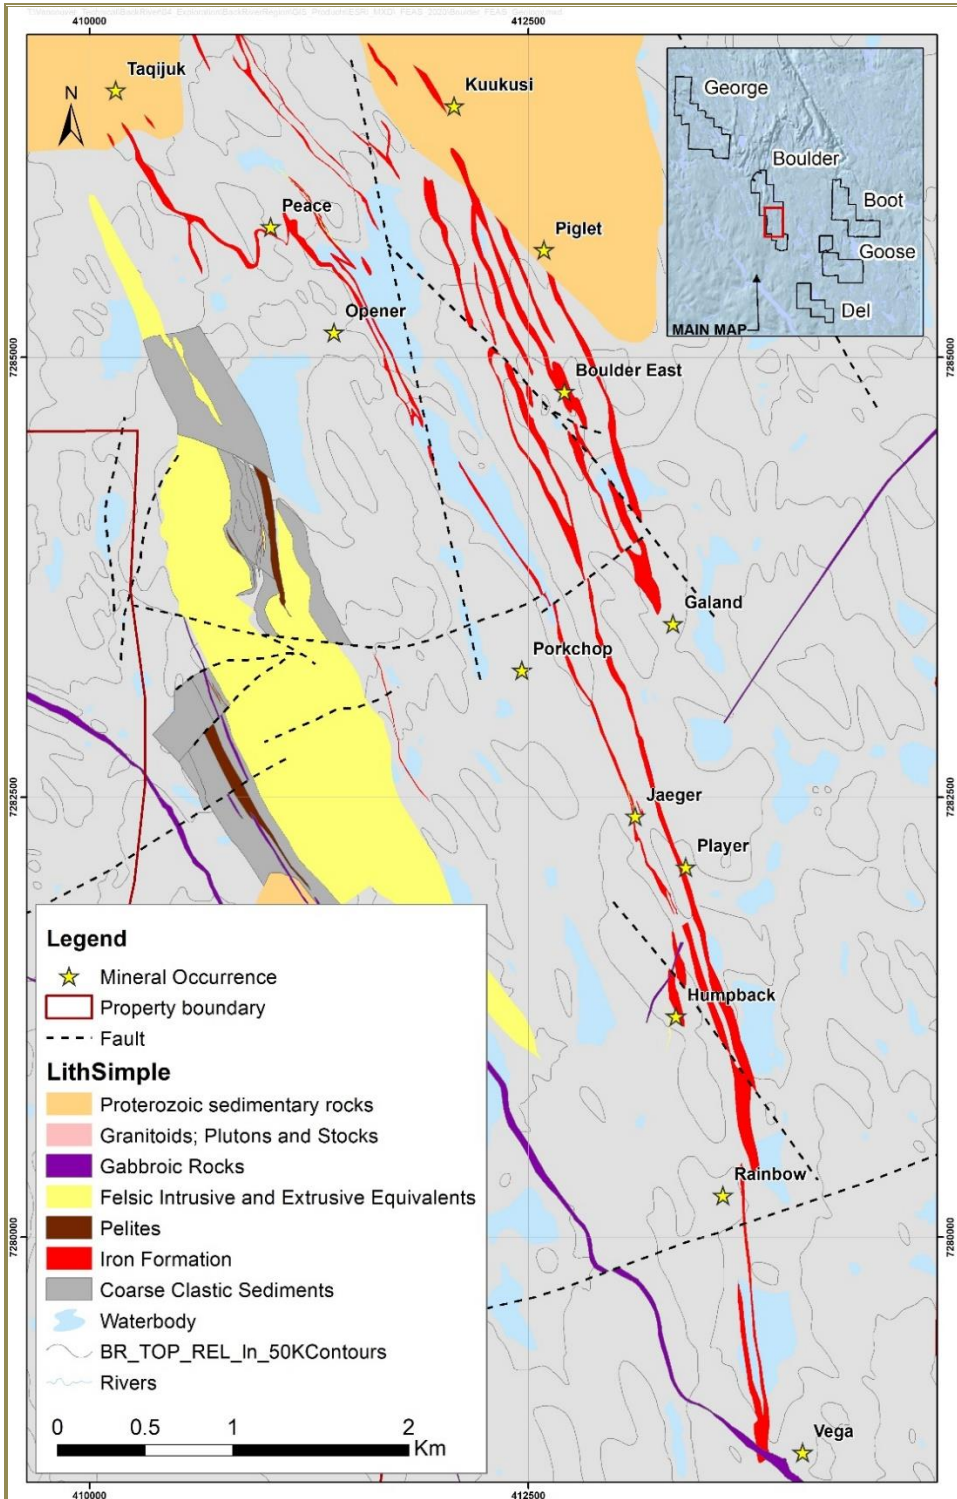 410000
412500
Taqijuk
Kuukusi
N
George
Boulder
Boot
Peace
Piglet
Goose
Opener
Del
MAIN MAP
7285000
7285000
Boulder East
Galand
Porkchop
7282500
7282500
Jaeger
Player
Legend
Mineral Occurrence
Property boundary
Humpback
Fault
LithSimple
Proterozoic sedimentary rocks
Granitoids; Plutons and Stocks
Gabbroic Rocks
Rainbow
Felsic Intrusive and Extrusive Equivalents
Pelites
7280000
7280000
Iron Formation
Coarse Clastic Sediments
Waterbody
BR_TOP_REL_ln_50KContours
Rivers
0 0.5 1 2
Km
Vega
410000
412500